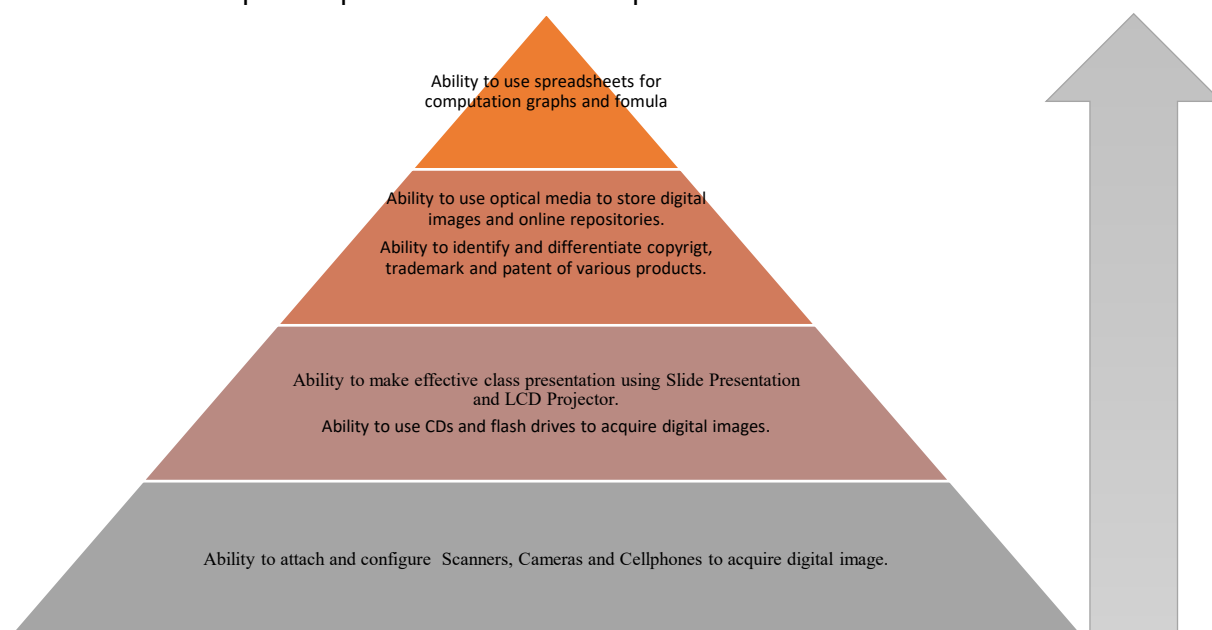 Ability to use spreadsheets for
computation graphs and fomula
Ability to use optical media to store digital
images and online repositories.
Ability to identify and differentiate copyrigt,
trademark and patent of various products.
Ability to make effective class presentation using Slide Presentation
and LCD Projector.
Ability to use CDs and flash drives to acquire digital images.
Ability to attach and configure Scanners, Cameras and Cellphones to acquire digital image.